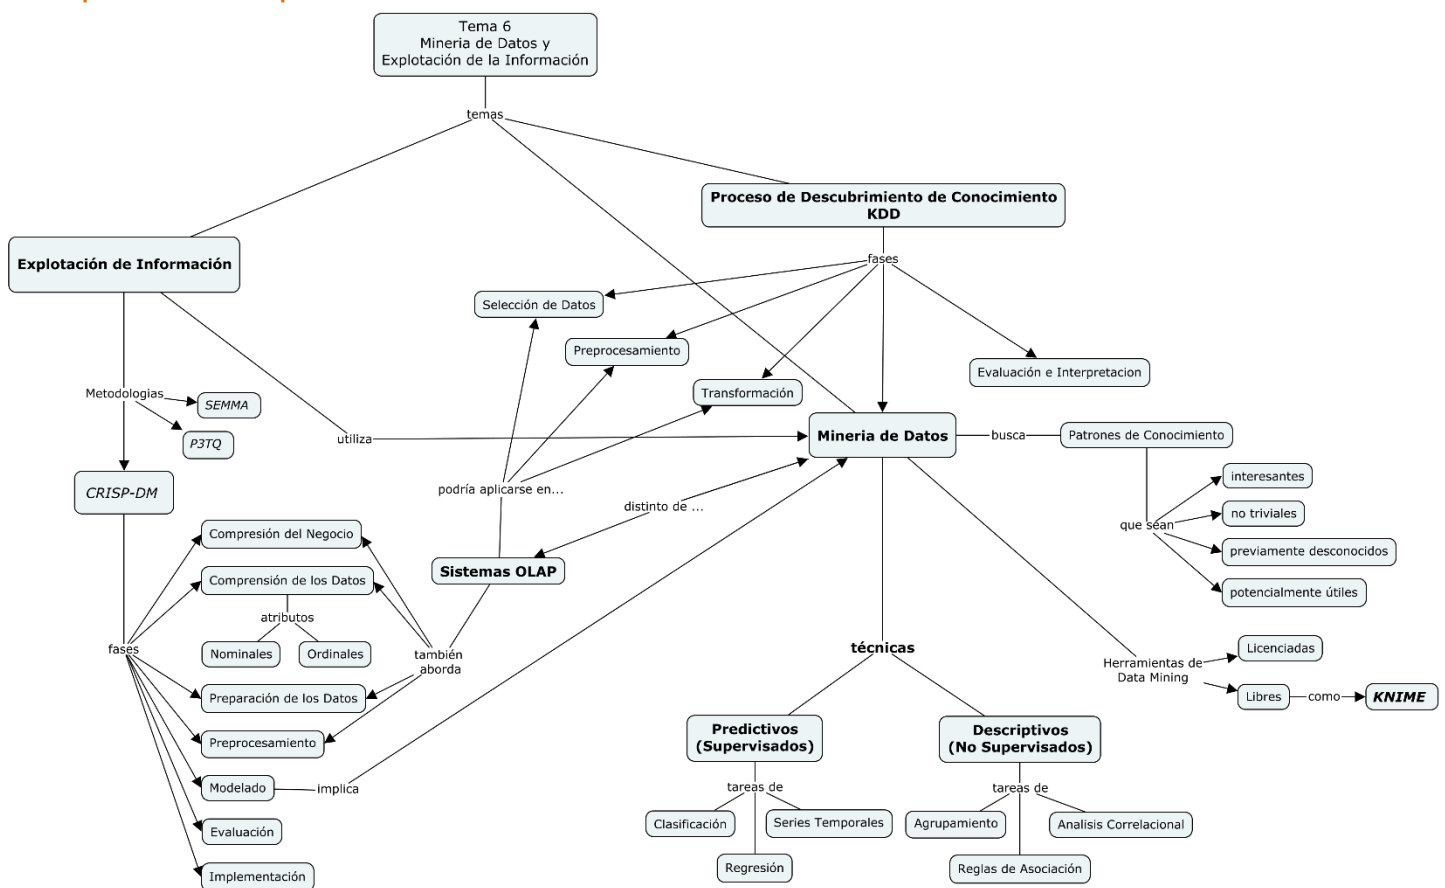 Tema 6
Mineria de Datos y
Explotación de la Información
temas
Proceso de Descubrimiento de Conocimiento
KDD
Explotación de Información
fases
Selección de Datos
Preprocesamiento
Evaluación e Interpretacion
Transformación
Metodologias
SEMMA
P3TQ
utiliza
Mineria de Datos
busca
Patrones de Conocimiento
interesantes
no triviales
que sean
previamente desconocidos
potencialmente útiles
CRISP-DM
podría aplicarse en...
distinto de ...
Compresión del Negocio
Sistemas OLAP
Comprensión de los Datos
atributos
Nominales
Ordinales
fases
también
aborda
técnicas
Herramientas de
Data Mining
Licenciadas
Libres
como
KNIME
Preparación de los Datos
Preprocesamiento
Modelado
implica
Evaluación
Implementación
Predictivos
(Supervisados)
Descriptivos
(No Supervisados)
tareas de
tareas de
Clasificación
Series Temporales
Agrupamiento
Analisis Correlacional
Regresión
Reglas de Asociación